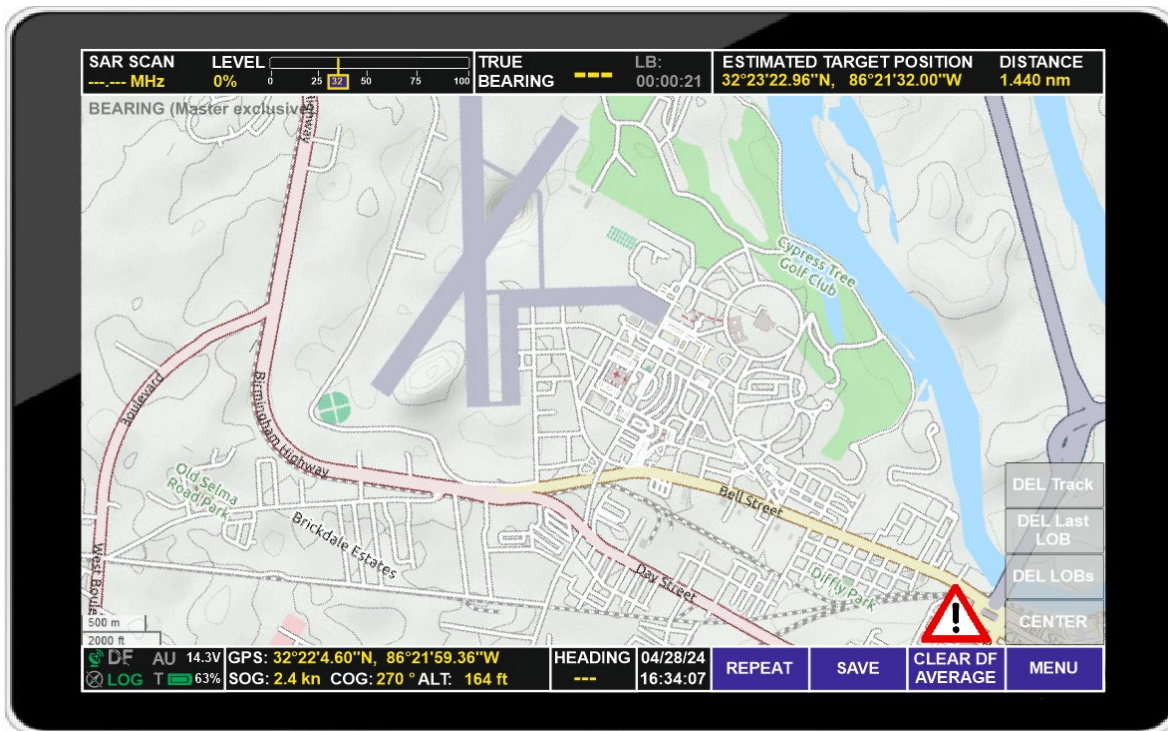 SAR SCAN LEVEL TRUE LB: ESTIMATED TARGET POSITION DISTANCE
---.--- MHz 0% 0 25 32 50 75 100 BEARING --- 00:00:21 32°23'22.96"N, 86°21'32.00"W 1.440 nm
BEARING (Master exclusive)
Cypress Tree
Golf Club
Boulevard
Birmingham Highway
Old Selma
Road Park
Brickdale Estates
Bell Street
Day Street
Diffly Park
West Boule
DEL Track
DEL Last
LOB
DEL LOBs
CENTER
500 m
2000 ft
!
DF AU 14.3V GPS: 32°22'4.60"N, 86°21'59.36"W HEADING 04/28/24 REPEAT SAVE CLEAR DF AVERAGE MENU
LOG T 63% SOG: 2.4 kn COG: 270 ° ALT: 164 ft --- 16:34:07